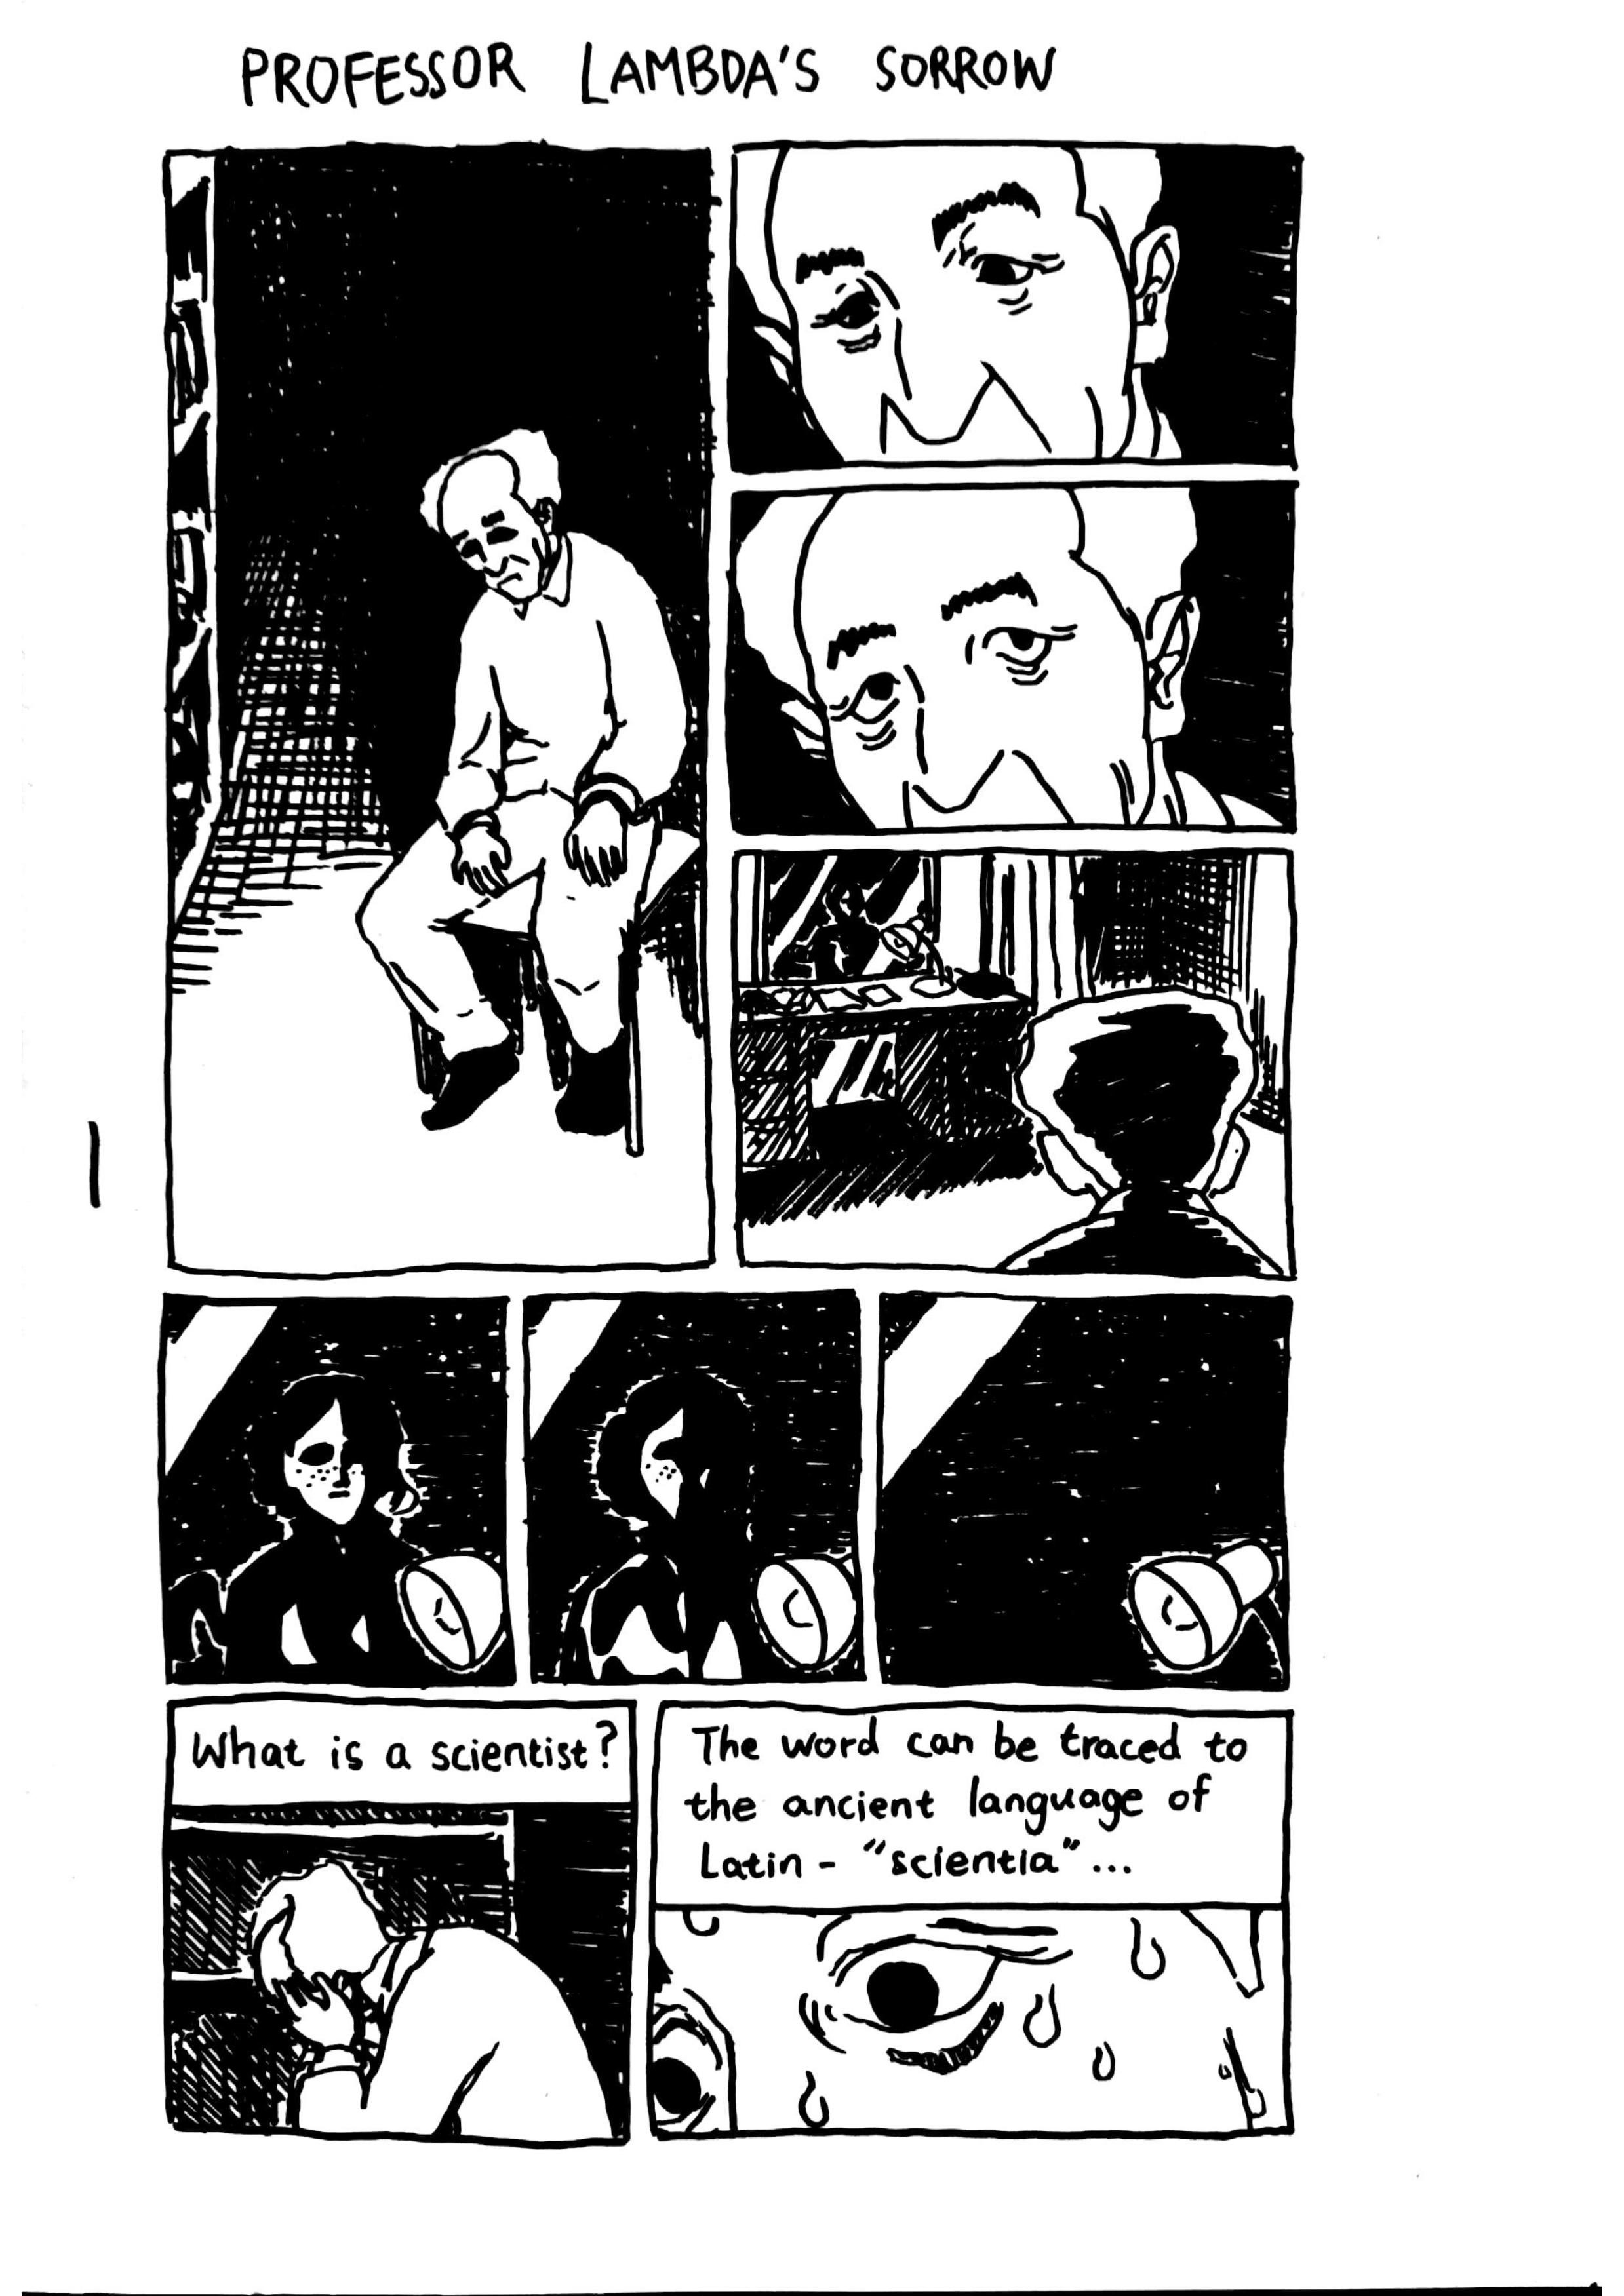 PROFESSOR LAMBDA'S SORROW
What is a scientist?
The word can be traced to
the ancient language of
Latin - "scientia"...